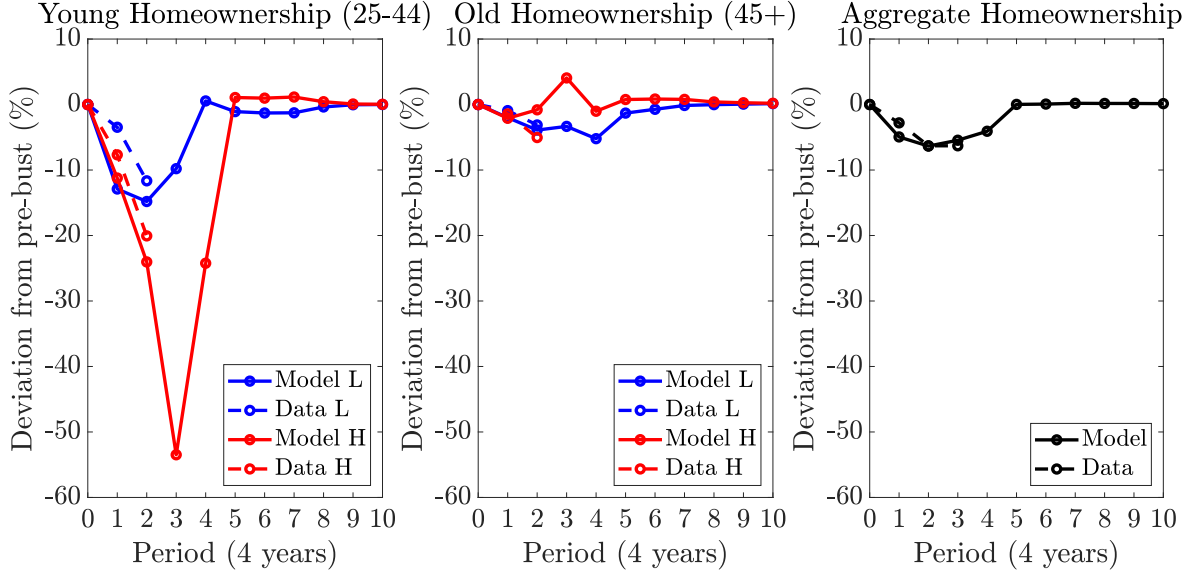 Young Homeownership (25-44)
Deviation from pre-bust (%)
10
0
-10
-20
-30
-40
-50
-60
Model L
Data L
Model H
Data H
0 1 2 3 4 5 6 7 8 9 10
Period (4 years)
Old Homeownership (45+)
Deviation from pre-bust (%)
10
0
-10
-20
-30
-40
-50
-60
Model L
Data L
Model H
Data H
0 1 2 3 4 5 6 7 8 9 10
Period (4 years)
Aggregate Homeownership
Deviation from pre-bust (%)
10
0
-10
-20
-30
-40
-50
-60
Model
Data
0 1 2 3 4 5 6 7 8 9 10
Period (4 years)